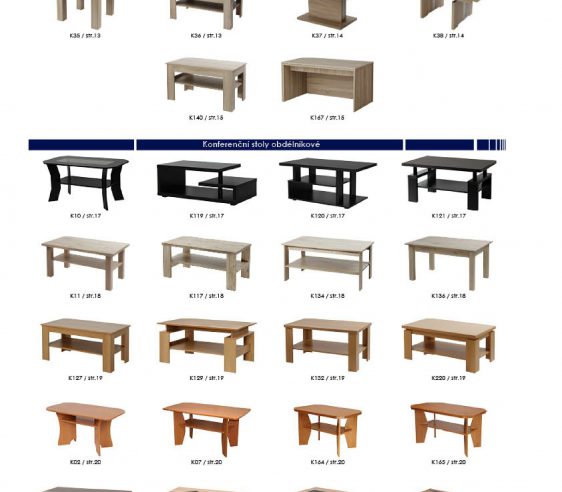 K35 / str.13 K36 / str.13 K37 / str.14 K38 / str.14
K140 / str.15 K167 / str.15
Konferenční stoly obdélníkové
K10 / str.17 K119 / str.17 K120 / str.17 K121 / str.17
K11 / str.18 K117 / str.18 K134 / str.18 K136 / str.18
K127 / str.19 K129 / str.19 K152 / str.19 K220 / str.19
K02 / str.20 K07 / str.20 K164 / str.20 K165 / str.20